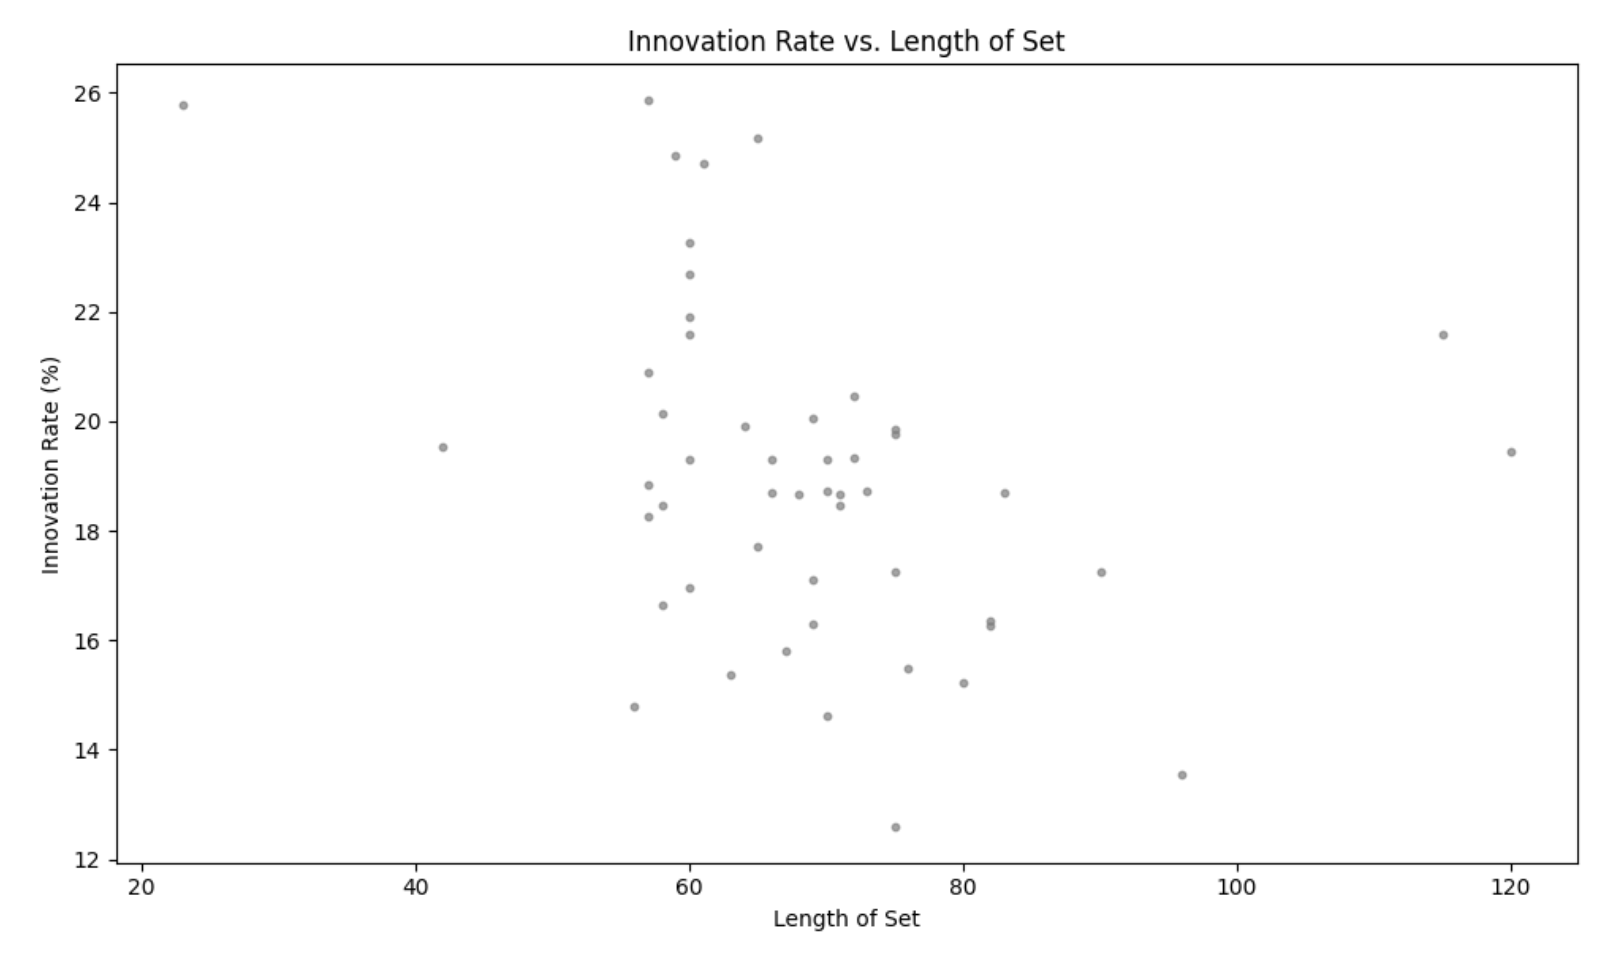 Innovation Rate vs. Length of Set
Innovation Rate (%)
26
24
22
20
18
16
14
12
20 40 60 80 100 120
Length of Set